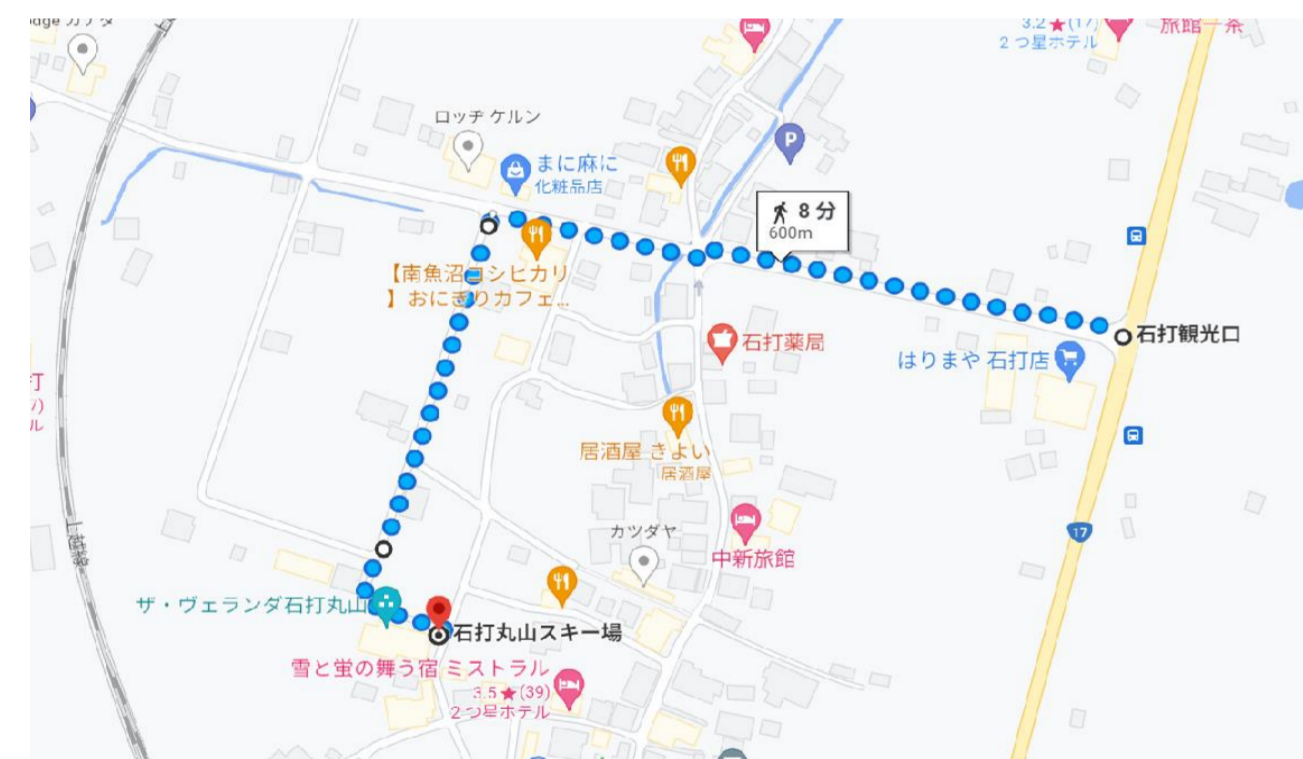 3.2★(17)
2 つ星ホテル
旅館一茶
ロッヂ ケルン
まに麻に
化粧品店
P
8 分
600m
【南魚沼コシヒカリ
】おにぎりカフェ...
石打観光口
石打薬局
はりまや 石打店
居酒屋 きよい
居酒屋
上越線
17
カツダヤ
中新旅館
ザ・ヴェランダ石打丸山
石打丸山スキー場
雪と蛍の舞う宿 ミストラル
3.5★(39)
2 つ星ホテル